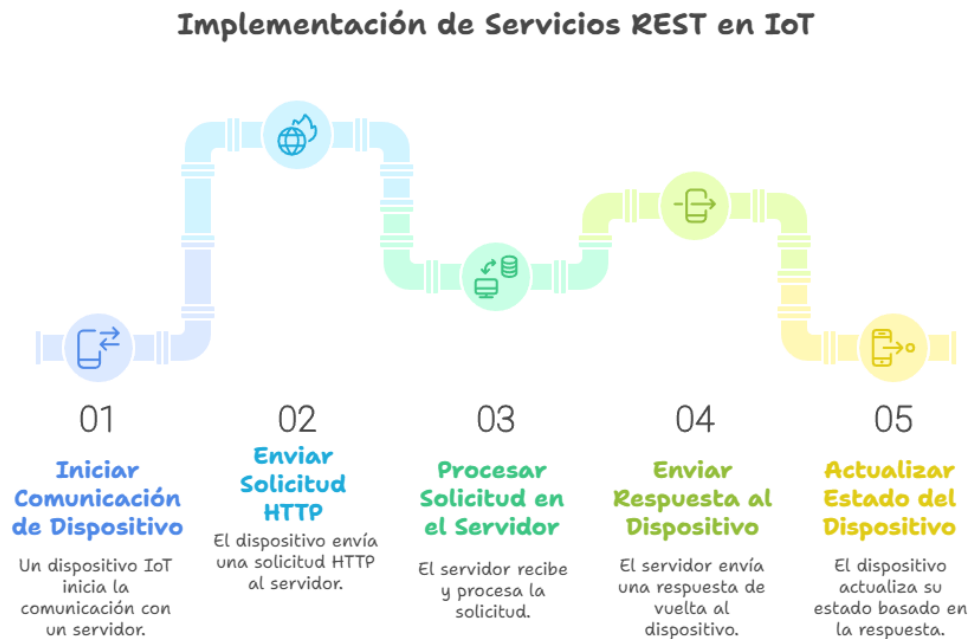 Implementación de Servicios REST en IoT
01
Iniciar
Comunicación
de Dispositivo
Un dispositivo IoT
inicia la
comunicación con
un servidor.
02
Enviar
Solicitud
HTTP
El dispositivo envía
una solicitud HTTP
al servidor.
03
Procesar
Solicitud en
el Servidor
El servidor recibe
y procesa la
solicitud.
04
Enviar
Respuesta al
Dispositivo
El servidor envía
una respuesta de
vuelta al
dispositivo.
05
Actualizar
Estado del
Dispositivo
El dispositivo
actualiza su
estado basado en
la respuesta.